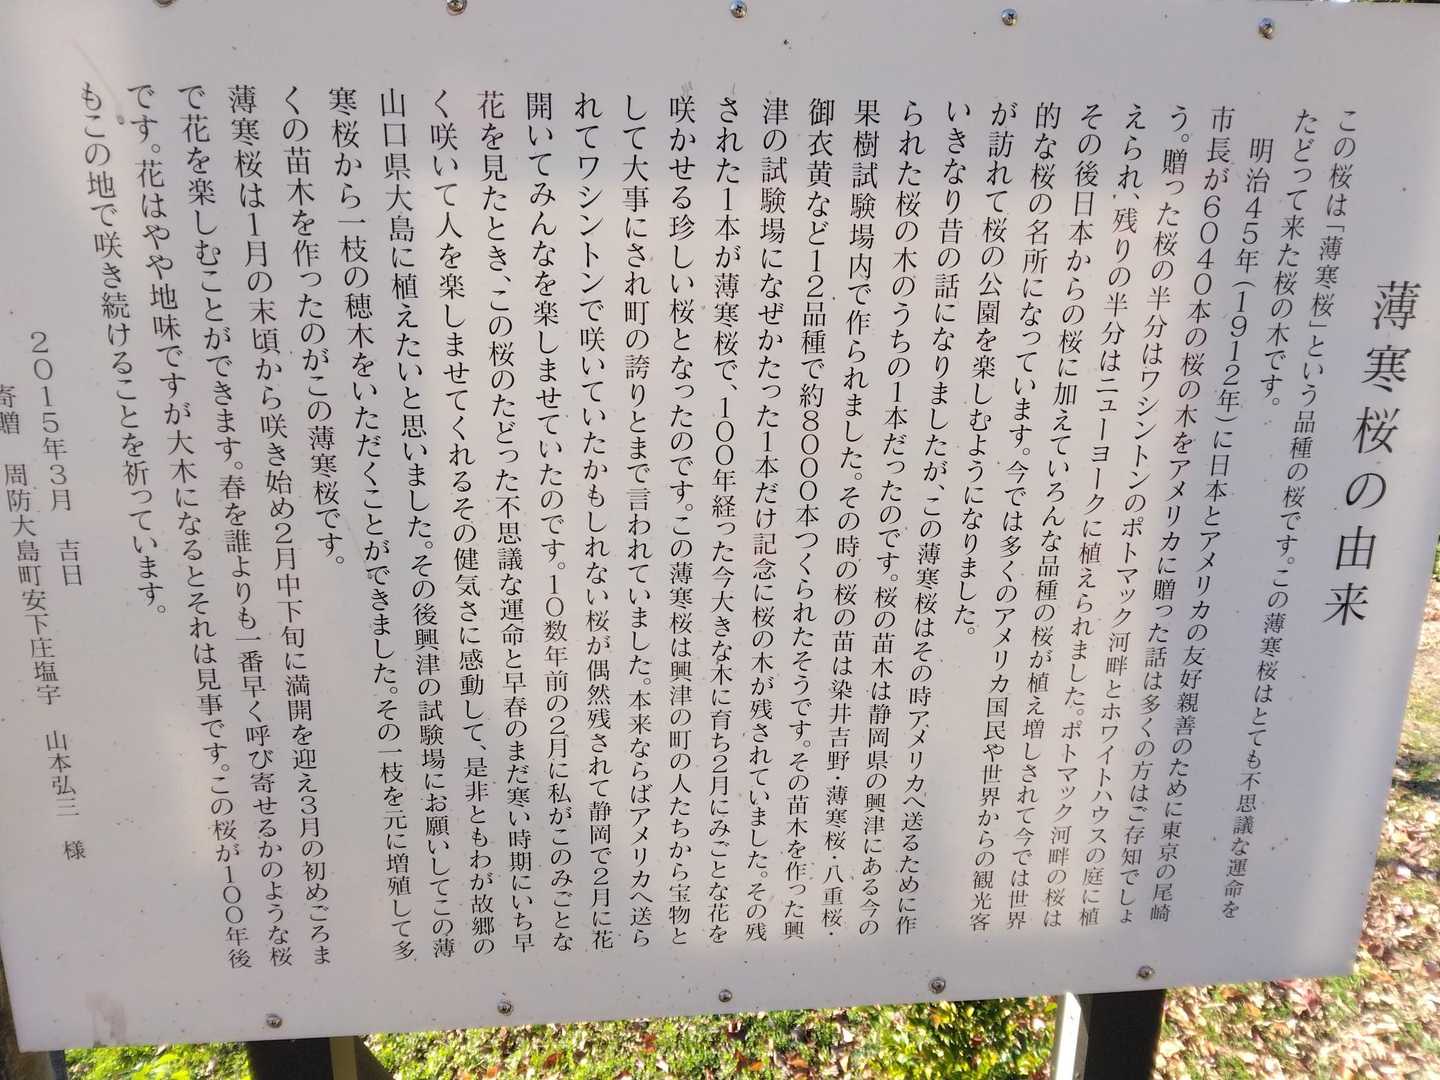 薄寒桜の由来
この桜は「薄寒桜」という品種の桜です。この薄寒桜はとても不思議な運命を
たどって来た桜の木です。
明治45年(1912年)に日本とアメリカの友好親善のために東京の尾崎
市長が6040本の桜の木をアメリカに贈った話は多くの方はご存知でしょ
う。贈った桜の半分はワシントンのポトマック河畔とホワイトハウスの庭に植
えられ、残りの半分はニューヨークに植えられました。ポトマック河畔の桜は
その後日本からの桜に加えていろんな品種の桜が植え増しされて今では世界
的な桜の名所になっています。今では多くのアメリカ国民や世界からの観光客
が訪れて桜の公園を楽しむようになりました。
いきなり昔の話になりましたが、この薄寒桜はその時アメリカへ送るために作
られた桜の木のうちの1本だったのです。桜の苗木は静岡県の興津にある今の
果樹試験場内で作られました。その時の桜の苗は染井吉野・薄寒桜・八重桜・
御衣黄など12品種で約8000本つくられたそうです。その苗木を作った興
津の試験場になぜかたった1本だけ記念に桜の木が残されていました。その残
された1本が薄寒桜で、100年経った今大きな木に育ち2月にみごとな花を
咲かせる珍しい桜となったのです。この薄寒桜は興津の町の人たちから宝物と
して大事にされ町の誇りとまで言われていました。本来ならばアメリカへ送ら
れてワシントンで咲いていたかもしれない桜が偶然残されて静岡で2月に花
開いてみんなを楽しませていたのです。10数年前の2月に私がこのみごとな
花を見たとき、この桜のたどった不思議な運命と早春のまだ寒い時期にいち早
く咲いて人を楽しませてくれるその健気さに感動して、是非ともわが故郷の
山口県大島に植えたいと思いました。その後興津の試験場にお願いしてこの薄
寒桜から一枝の穂木をいただくことができました。その一枝を元に増殖して多
くの苗木を作ったのがこの薄寒桜です。
薄寒桜は1月の末頃から咲き始め2月中下旬に満開を迎え3月の初めごろま
で花を楽しむことができます。春を誰よりも一番早く呼び寄せるかのような桜
です。花はやや地味ですが大木になるとそれは見事です。この桜が100年後
もこの地で咲き続けることを祈っています。
2015年3月 吉日
寄贈 周防大島町安下庄塩宇 山本弘三 様